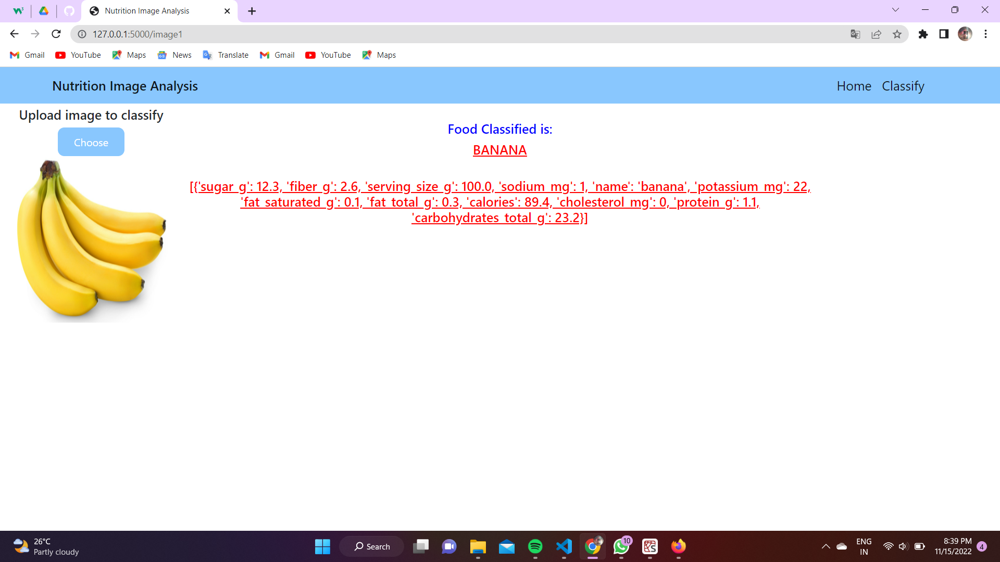 Nutrition Image Analysis
127.0.0.1:5000/image1
Gmail YouTube Maps News Translate Gmail YouTube Maps
Nutrition Image Analysis Home Classify
Upload image to classify
Choose
Food Classified is:
BANANA
[{'sugar_g': 12.3, 'fiber_g': 2.6, 'serving_size_g': 100.0, 'sodium_mg': 1, 'name': 'banana', 'potassium_mg': 22,
'fat_saturated_g': 0.1, 'fat_total_g': 0.3, 'calories': 89.4, 'cholesterol_mg': 0, 'protein_g': 1.1,
'carbohydrates_total_g': 23.2}]
26°C
Partly cloudy
Search
10
ENG
IN
8:39 PM
11/15/2022
4